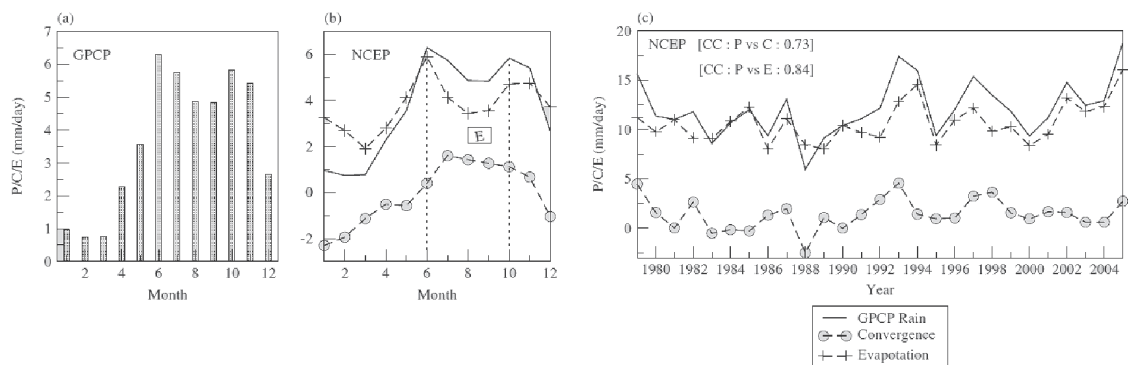 (a)
GPCP
P/C/E (mm/day)
7
6
5
4
3
2
1
0
2 4 6 8 10 12
Month
(b)
NCEP
6
4
2
0
-2
E
2 4 6 8 10 12
Month
(c)
NCEP [CC : P vs C : 0.73]
[CC : P vs E : 0.84]
P/C/E (mm/day)
20
15
10
5
0
1980 1982 1984 1986 1988 1990 1992 1994 1996 1998 2000 2002 2004
Year
GPCP Rain
Convergence
Evapotation